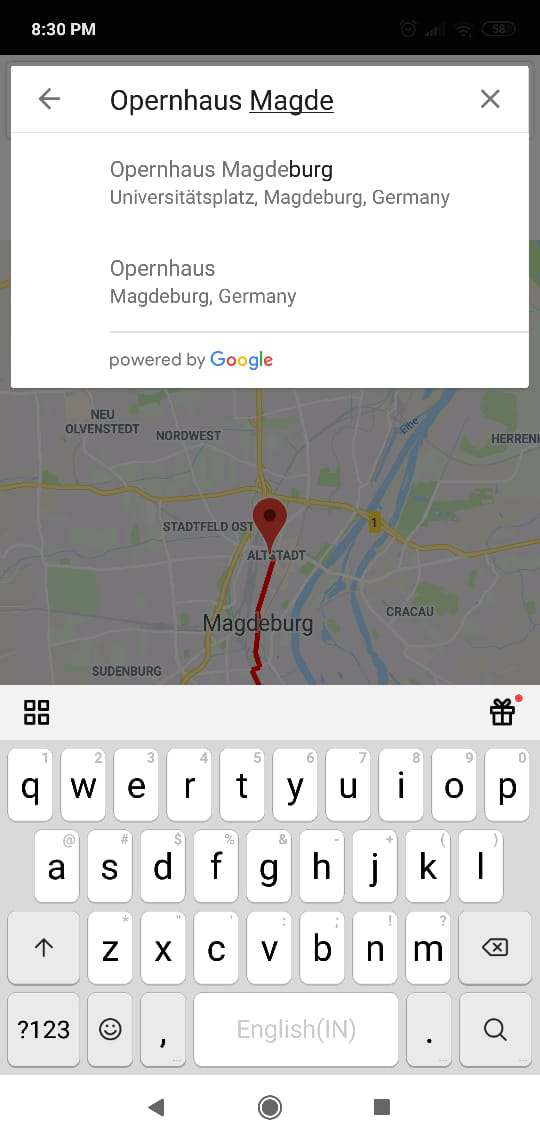 8:30 PM
58
Opernhaus Magde
Opernhaus Magdeburg
Universitätsplatz, Magdeburg, Germany
Opernhaus
Magdeburg, Germany
powered by Google
NEU
OLVENSTEDT
NORDWEST
Elbe
HERRENK
STADTFELD OST
1
ALTSTADT
CRACAU
Magdeburg
SUDENBURG
1 2 3 4 5 6 7 8 9 0
q w e r t y u i o p
@ # $ % & - + ( )
a s d f g h j k l
* " ' : ; ! ?
z x c v b n m
?123 , English(IN) .